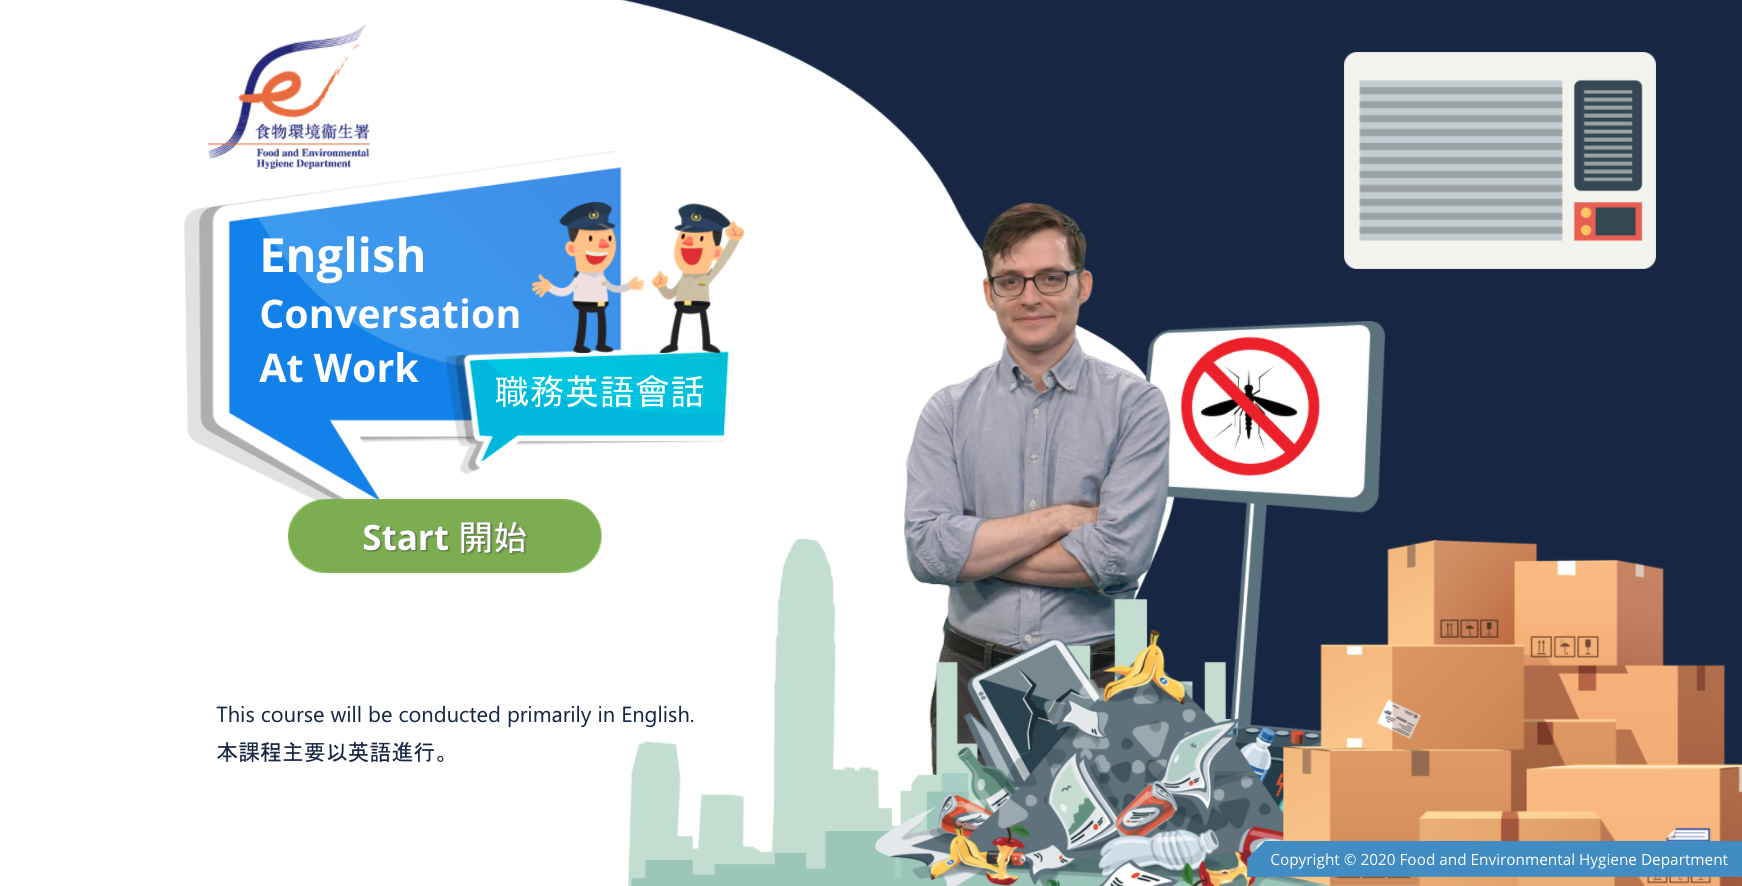 食物環境衞生署
Food and Environmental
Hygiene Department
English
Conversation
At Work
職務英語會話
Start 開始
This course will be conducted primarily in English.
本課程主要以英語進行。
Copyright © 2020 Food and Environmental Hygiene Department